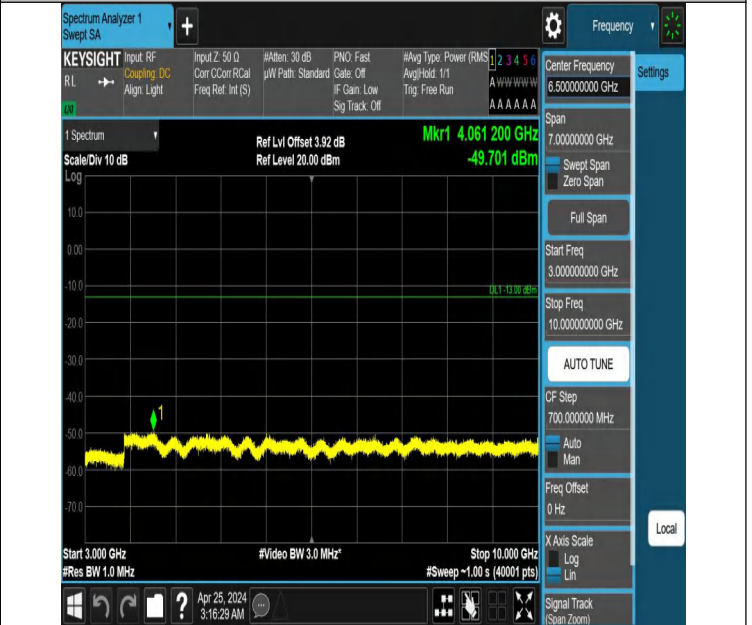 Spectrum Analyzer 1
Swept SA
Frequency
KEYSIGHT
RL
LXI
Input: RF
Coupling: DC
Align: Light
Input Z: 50 Ω
Corr CCorr RCal
Freq Ref: Int (S)
#Atten: 30 dB
µW Path: Standard
PNO: Fast
Gate: Off
IF Gain: Low
Sig Track: Off
#Avg Type: Power (RMS
Avg|Hold: 1/1
Trig: Free Run
1 2 3 4 5 6
A W W W W W
A A A A A A
1 Spectrum
Scale/Div 10 dB
Log
Ref Lvl Offset 3.92 dB
Ref Level 20.00 dBm
Mkr1 4.061 200 GHz
-49.701 dBm
10.0
0.00
-10.0
DL1 -13.00 dBm
-20.0
-30.0
-40.0
1
-50.0
-60.0
-70.0
Start 3.000 GHz
#Res BW 1.0 MHz
#Video BW 3.0 MHz*
Stop 10.000 GHz
#Sweep ~1.00 s (40001 pts)
Apr 25, 2024
3:16:29 AM
Center Frequency
6.500000000 GHz
Settings
Span
7.00000000 GHz
Swept Span
Zero Span
Full Span
Start Freq
3.000000000 GHz
Stop Freq
10.000000000 GHz
AUTO TUNE
CF Step
700.000000 MHz
Auto
Man
Freq Offset
0 Hz
X Axis Scale
Log
Lin
Local
Signal Track
(Span Zoom)